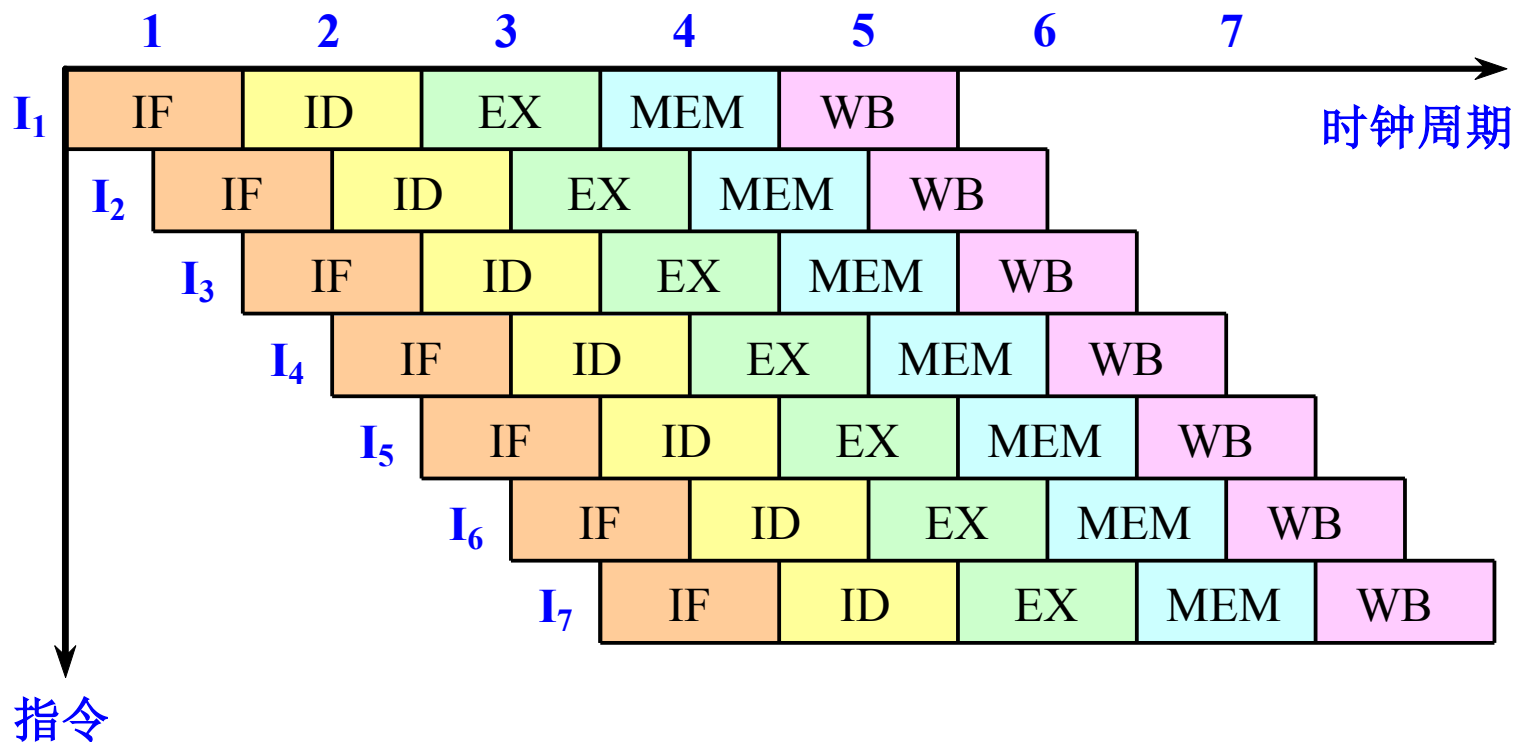 1 2 3 4 5 6 7
I₁ IF ID EX MEM WB
时钟周期
I₂ IF ID EX MEM WB
I₃ IF ID EX MEM WB
I₄ IF ID EX MEM WB
I₅ IF ID EX MEM WB
I₆ IF ID EX MEM WB
I₇ IF ID EX MEM WB
指令